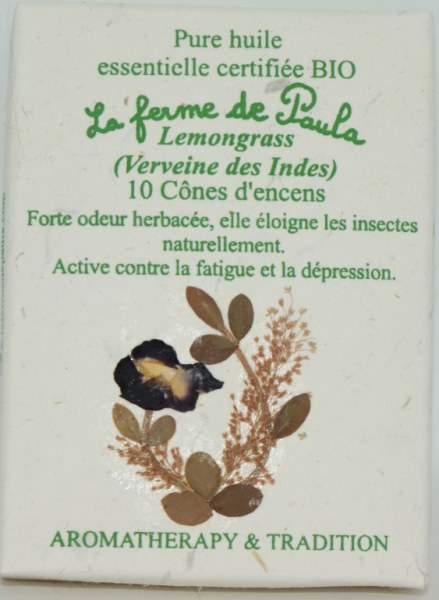 Pure huile
essentielle certifiée BIO
La ferme de Paula
Lemongrass
(Verveine des Indes)
10 Cônes d'encens
Forte odeur herbacée, elle éloigne les insectes
naturellement.
Active contre la fatigue et la dépression.
AROMATHERAPY & TRADITION